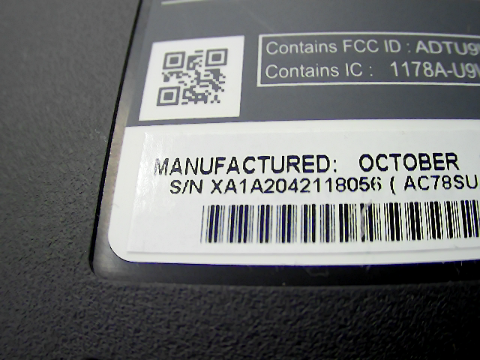 Contains FCC ID : ADTU9
Contains IC : 1178A-U9
MANUFACTURED: OCTOBER
S/N XA1A2042118056 ( AC78SU